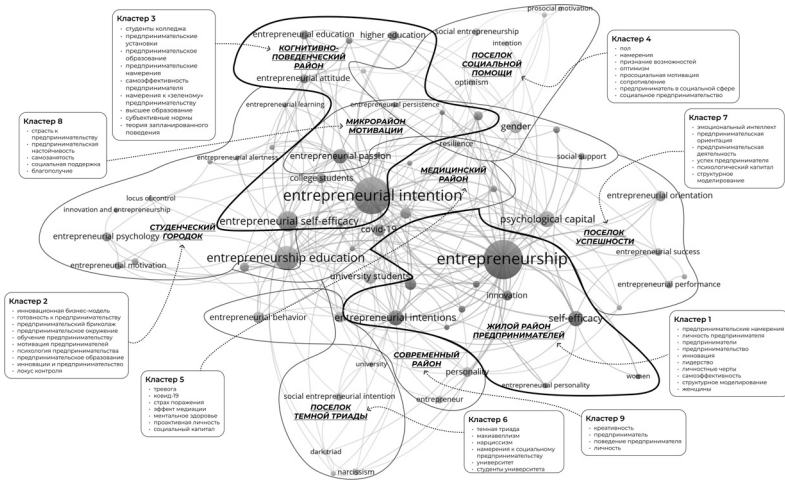 Кластер 3
студенты колледжа
предпринимательские
установки
предпринимательское
образование
предпринимательские
намерения
самоэффективность
предпринимателя
намерения к «зеленому»
предпринимательству
высшее образование
субъективные нормы
теория запланированного
поведения
Кластер 8
страсть к
предпринимательству
предпринимательская
настойчивость
самозанятость
социальная поддержка
благополучие
Кластер 2
инновационная бизнес-модель
готовность к предпринимательству
предпринимательский бриколаж
предпринимательское окружение
обучение предпринимательству
мотивация предпринимателей
психология предпринимательства
предпринимательское образование
инновации и предпринимательство
локус контроля
Кластер 5
тревога
ковид-19
страх поражения
эффект медиации
ментальное здоровье
проактивная личность
социальный капитал
Кластер 4
пол
намерения
признание возможностей
оптимизм
просоциальная мотивация
сопротивление
предприниматель в социальной сфере
социальное предпринимательство
Кластер 7
эмоциональный интеллект
предпринимательская
ориентация
предпринимательская
деятельность
успех предпринимателя
психологический капитал
структурное
моделирование
Кластер 1
предпринимательские намерения
личность предпринимателя
предприниматели
предпринимательство
инновация
лидерство
личностные черты
самоэффективность
структурное моделирование
женщины
Кластер 6
темная триада
макиавеллизм
нарциссизм
намерения к социальному
предпринимательству
университет
студенты университета
Кластер 9
креативность
предприниматель
поведение предпринимателя
личность
prosocial motivation
entrepreneurial education
higher education
social entrepreneurship
intention
КОГНИТИВНО-
ПОВЕДЕНЧЕСКИЙ
РАЙОН
ПОСЕЛОК
СОЦИАЛЬНОЙ
ПОМОЩИ
entrepreneurial attitude
optimism
entrepreneurial learning
entrepreneurial persistence
МИКРОРАЙОН
МОТИВАЦИИ
gender
resilience
entrepreneurial alertness
entrepreneurial passion
social support
college students
МЕДИЦИНСКИЙ
РАЙОН
entrepreneurial intention
locus of control
entrepreneurial orientation
innovation and entrepreneurship
entrepreneurial self-efficacy
psychological capital
entrepreneurial psychology
СТУДЕНЧЕСКИЙ
ГОРОДОК
covid-19
ПОСЕЛОК
УСПЕШНОСТИ
entrepreneurship education
entrepreneurship
entrepreneurial success
entrepreneurial motivation
university students
entrepreneurial performance
innovation
entrepreneurial behavior
entrepreneurial intentions
self-efficacy
ЖИЛОЙ РАЙОН
ПРЕДПРИНИМАТЕЛЕЙ
СОВРЕМЕННЫЙ
РАЙОН
university
personality
women
entrepreneurial personality
social entrepreneurial intention
entrepreneur
ПОСЕЛОК
ТЕМНОЙ ТРИАДЫ
dark triad
narcissism